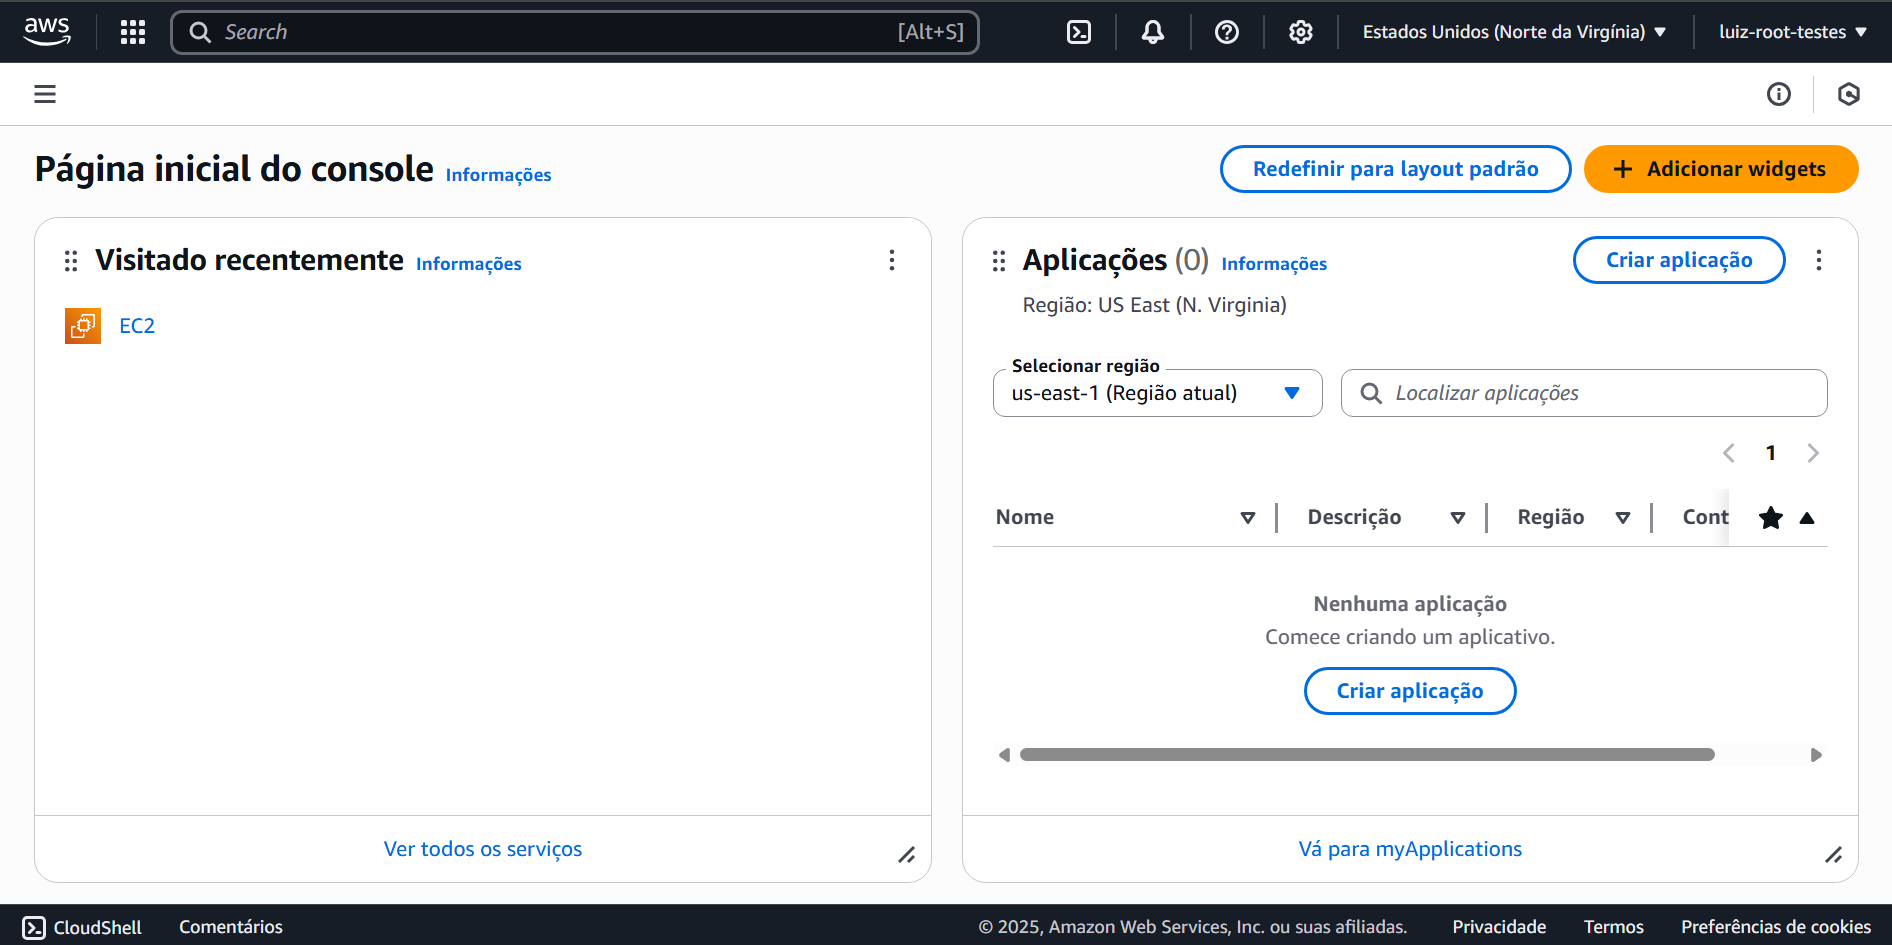 aws
Search [Alt+S]
Estados Unidos (Norte da Virgínia)
luiz-root-testes
Página inicial do console Informações
Redefinir para layout padrão
Adicionar widgets
Visitado recentemente Informações
EC2
Ver todos os serviços
Aplicações (0) Informações
Criar aplicação
Região: US East (N. Virginia)
Selecionar região
us-east-1 (Região atual)
Localizar aplicações
1
Nome Descrição Região Cont
Nenhuma aplicação
Comece criando um aplicativo.
Criar aplicação
Vá para myApplications
CloudShell Comentários © 2025, Amazon Web Services, Inc. ou suas afiliadas. Privacidade Termos Preferências de cookies